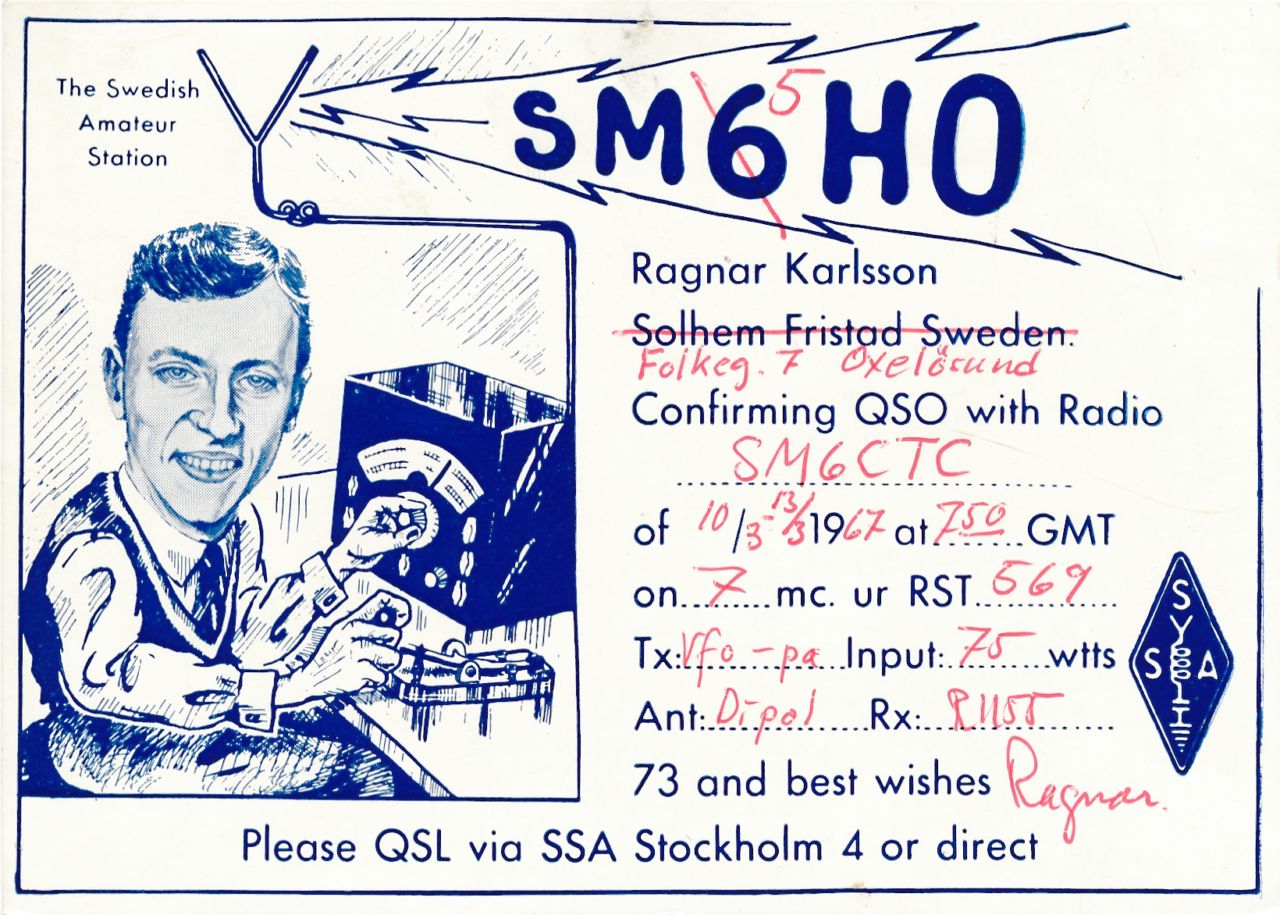 The Swedish
Amateur
Station
5
SM6HO
Ragnar Karlsson
Solhem Fristad Sweden.
Folkeg. 7 Oxelösund
Confirming QSO with Radio
SM6CTC
of 10/3-13/3 1967 at 750 GMT
on 7 mc. ur RST 569
Tx: Vfo-pa Input: 75 wtts
Ant: Dipol Rx: R1155
73 and best wishes Ragnar.
S
S A
Please QSL via SSA Stockholm 4 or direct